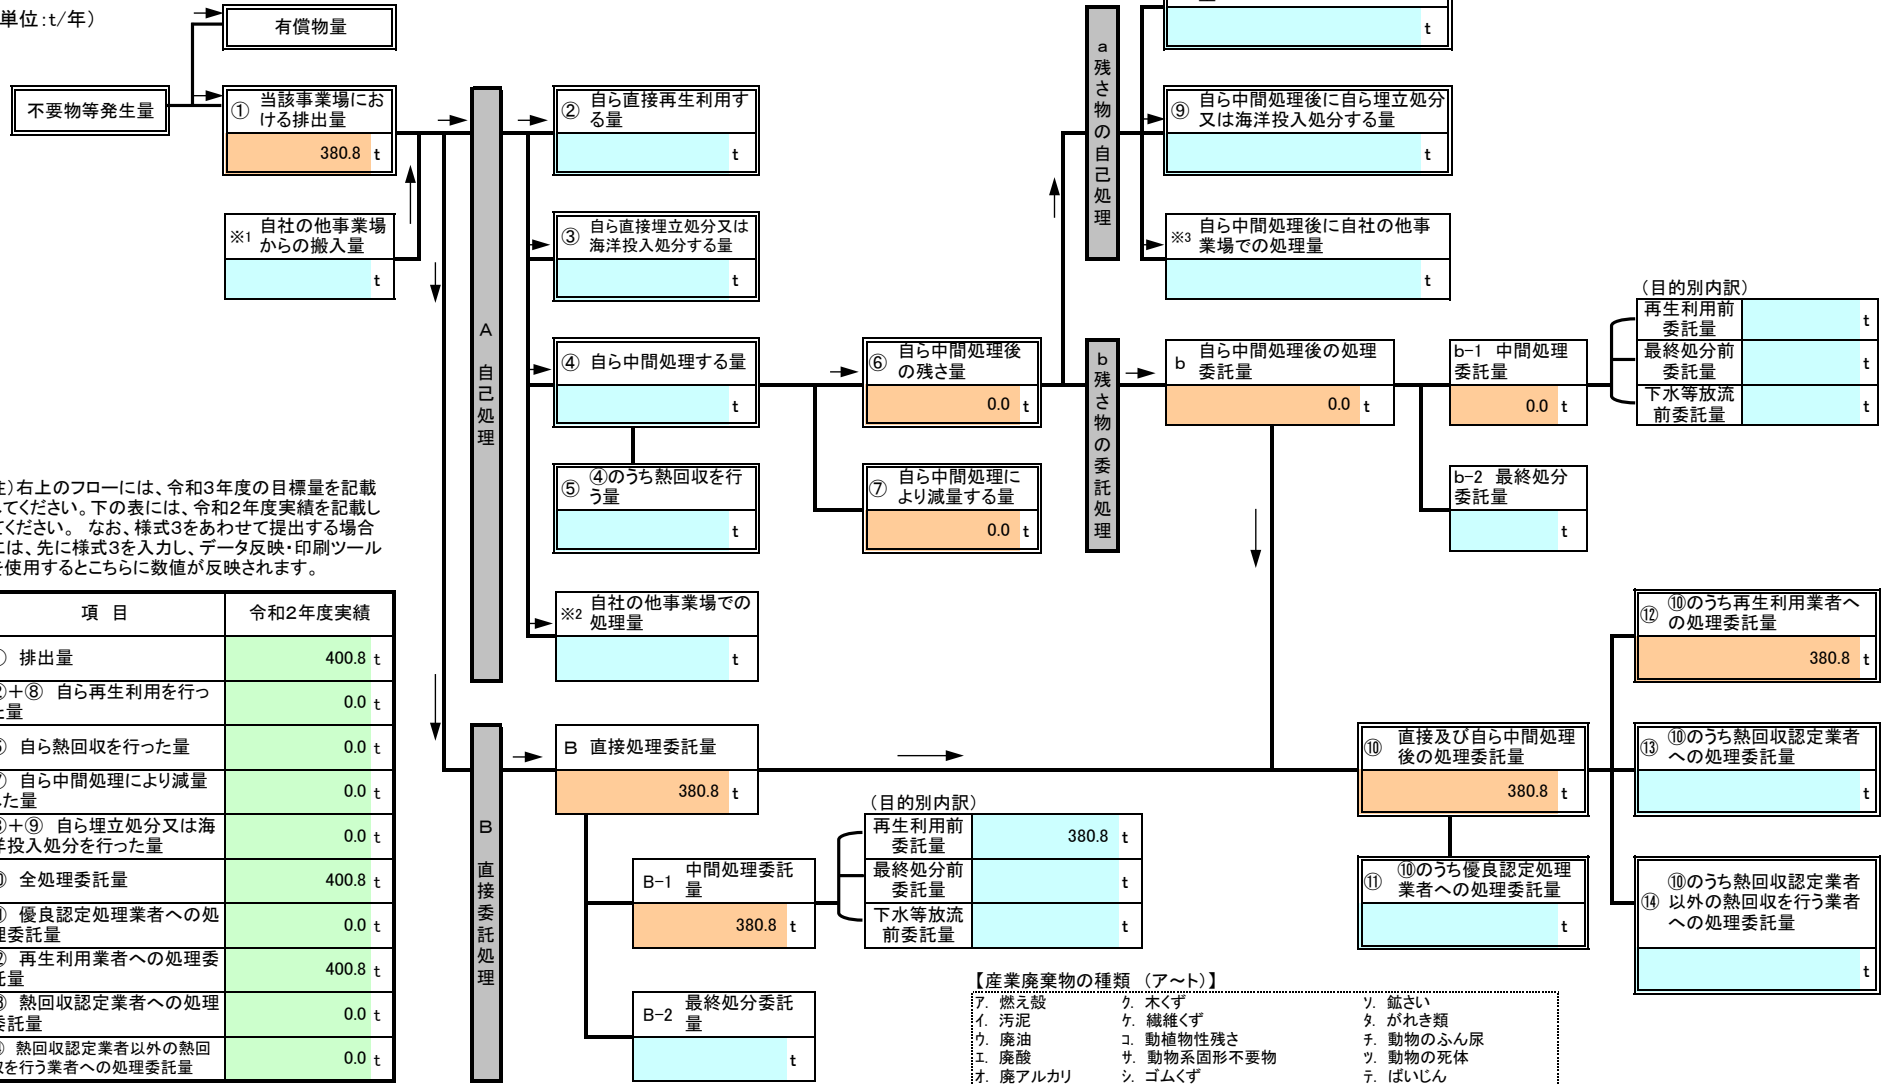 単位:t/年）
有償物量
不要物等発生量
① 当該事業場にお
ける排出量
380.8 t
※1 自社の他事業場
からの搬入量
t
A 自己処理
② 自ら直接再生利用す
る量
t
③ 自ら直接埋立処分又は
海洋投入処分する量
t
④ 自ら中間処理する量
t
⑤ ④のうち熱回収を行
う量
t
※2 自社の他事業場での
処理量
t
⑥ 自ら中間処理後
の残さ量
0.0 t
⑦ 自ら中間処理に
より減量する量
0.0 t
a 残さ物の自己処理
t
⑨ 自ら中間処理後に自ら埋立処分
又は海洋投入処分する量
t
※3 自ら中間処理後に自社の他事
業場での処理量
t
b 残さ物の委託処理
b 自ら中間処理後の処理
委託量
0.0 t
b-1 中間処理
委託量
0.0 t
（目的別内訳）
再生利用前
委託量
t
最終処分前
委託量
t
下水等放流
前委託量
t
b-2 最終処分
委託量
t
）右上のフローには、令和3年度の目標量を記載
してください。下の表には、令和2年度実績を記載し
てください。 なお、様式3をあわせて提出する場合
には、先に様式3を入力し、データ反映・印刷ツール
を使用するとこちらに数値が反映されます。
項 目 令和2年度実績
排出量 400.8 t
②+⑧ 自ら再生利用を行っ
た量 0.0 t
自ら熱回収を行った量 0.0 t
自ら中間処理により減量
した量 0.0 t
③+⑨ 自ら埋立処分又は海
洋投入処分を行った量 0.0 t
全処理委託量 400.8 t
優良認定処理業者への処
理委託量 0.0 t
再生利用業者への処理委
託量 400.8 t
熱回収認定業者への処理
委託量 0.0 t
熱回収認定業者以外の熱回
収を行う業者への処理委託量 0.0 t
B 直接委託処理
B 直接処理委託量
380.8 t
B-1 中間処理委託
量
380.8 t
（目的別内訳）
再生利用前
委託量
380.8 t
最終処分前
委託量
t
下水等放流
前委託量
t
B-2 最終処分委託
量
t
⑩ 直接及び自ら中間処理
後の処理委託量
380.8 t
⑪ ⑩のうち優良認定処理
業者への処理委託量
t
⑫ ⑩のうち再生利用業者へ
の処理委託量
380.8 t
⑬ ⑩のうち熱回収認定業者
への処理委託量
t
⑭ ⑩のうち熱回収認定業者
以外の熱回収を行う業者
への処理委託量
t
【産業廃棄物の種類 （ア～ト）】
ア. 燃え殻 ク. 木くず ソ. 鉱さい
イ. 汚泥 ケ. 繊維くず タ. がれき類
ウ. 廃油 コ. 動植物性残さ チ. 動物のふん尿
エ. 廃酸 サ. 動物系固形不要物 ツ. 動物の死体
オ. 廃アルカリ シ. ゴムくず テ. ばいじん